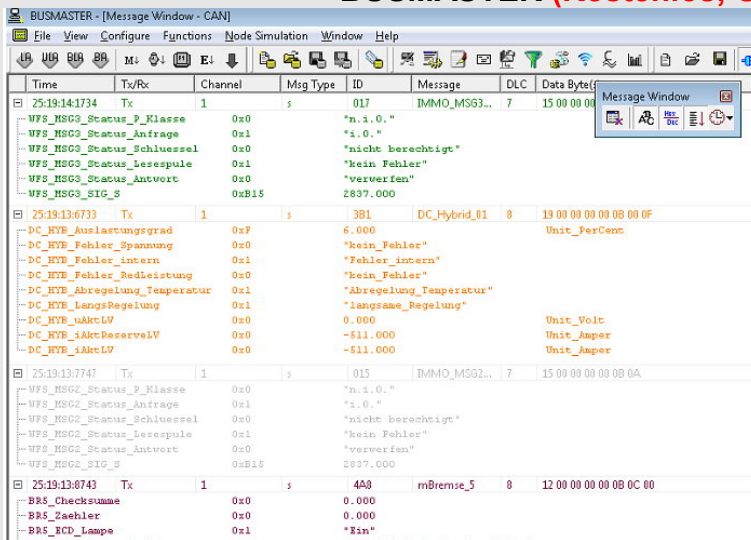 BUSMASTER - [Message Window - CAN]
File View Configure Functions Node Simulation Window Help
Time Tx/Rx Channel Msg Type ID Message DLC Data Byte(s
Message Window
25:19:14:1734 Tx 1 s 017 IMMO_MSG3... 7 15 00 00 00
WFS_MSG3_Status_P_Klasse 0x0 "n.i.O."
WFS_MSG3_Status_Anfrage 0x1 "i.O."
WFS_MSG3_Status_Schluessel 0x0 "nicht berechtigt"
WFS_MSG3_Status_Lesespule 0x1 "kein Fehler"
WFS_MSG3_Status_Antwort 0x0 "verwerfen"
WFS_MSG3_SIG_S 0xB15 2837.000
25:19:13:6733 Tx 1 s 3B1 DC_Hybrid_01 8 19 00 00 00 00 0B 00 0F
DC_HYB_Auslastungsgrad 0xF 6.000 Unit_PerCent
DC_HYB_Fehler_Spannung 0x0 "kein_Fehler"
DC_HYB_Fehler_intern 0x1 "Fehler_intern"
DC_HYB_Fehler_RedLeistung 0x0 "kein_Fehler"
DC_HYB_Abregelung_Temperatur 0x1 "Abregelung_Temperatur"
DC_HYB_LangsRegelung 0x1 "langsame_Regelung"
DC_HYB_uAktLV 0x0 0.000 Unit_Volt
DC_HYB_iAktReserveLV 0x0 -511.000 Unit_Amper
DC_HYB_iAktLV 0x0 -511.000 Unit_Amper
25:19:13:7747 Tx 1 s 015 IMMO_MSG2... 7 15 00 00 00 00 0B 0A
WFS_MSG2_Status_P_Klasse 0x0 "n.i.O."
WFS_MSG2_Status_Anfrage 0x1 "i.O."
WFS_MSG2_Status_Schluessel 0x0 "nicht berechtigt"
WFS_MSG2_Status_Lesespule 0x1 "kein Fehler"
WFS_MSG2_Status_Antwort 0x0 "verwerfen"
WFS_MSG2_SIG_S 0xB15 2837.000
25:19:13:8743 Tx 1 s 4A8 mBremse_5 8 12 00 00 00 00 0B 0C 00
BR5_Checksumme 0x0 0.000
BR5_Zaehler 0x0 0.000
BR5_ECD_Lampe 0x1 "Ein"